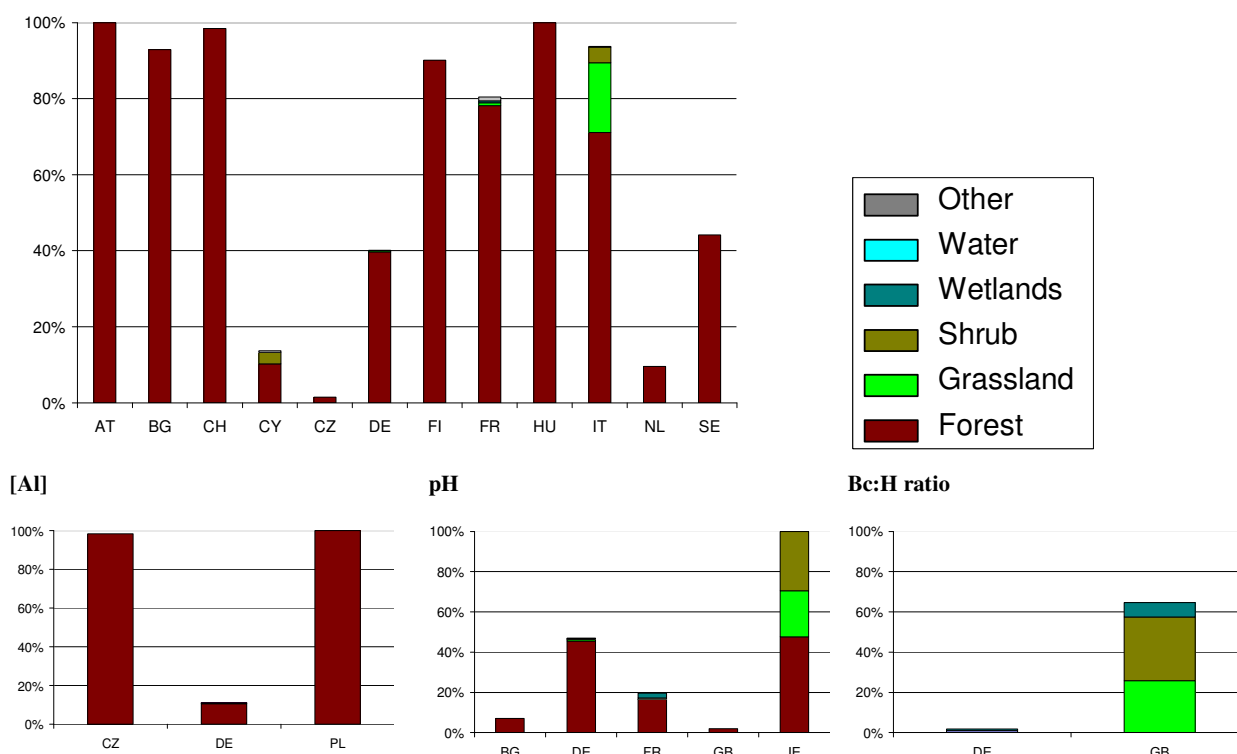 100%
80%
60%
40%
20%
0%
AT BG CH CY CZ DE FI FR HU IT NL SE
Other
Water
Wetlands
Shrub
Grassland
Forest
[Al]
100%
80%
60%
40%
20%
0%
CZ DE PL
pH
100%
80%
60%
40%
20%
0%
BG DE FR GB IE
Bc:H ratio
100%
80%
60%
40%
20%
0%
DE GB